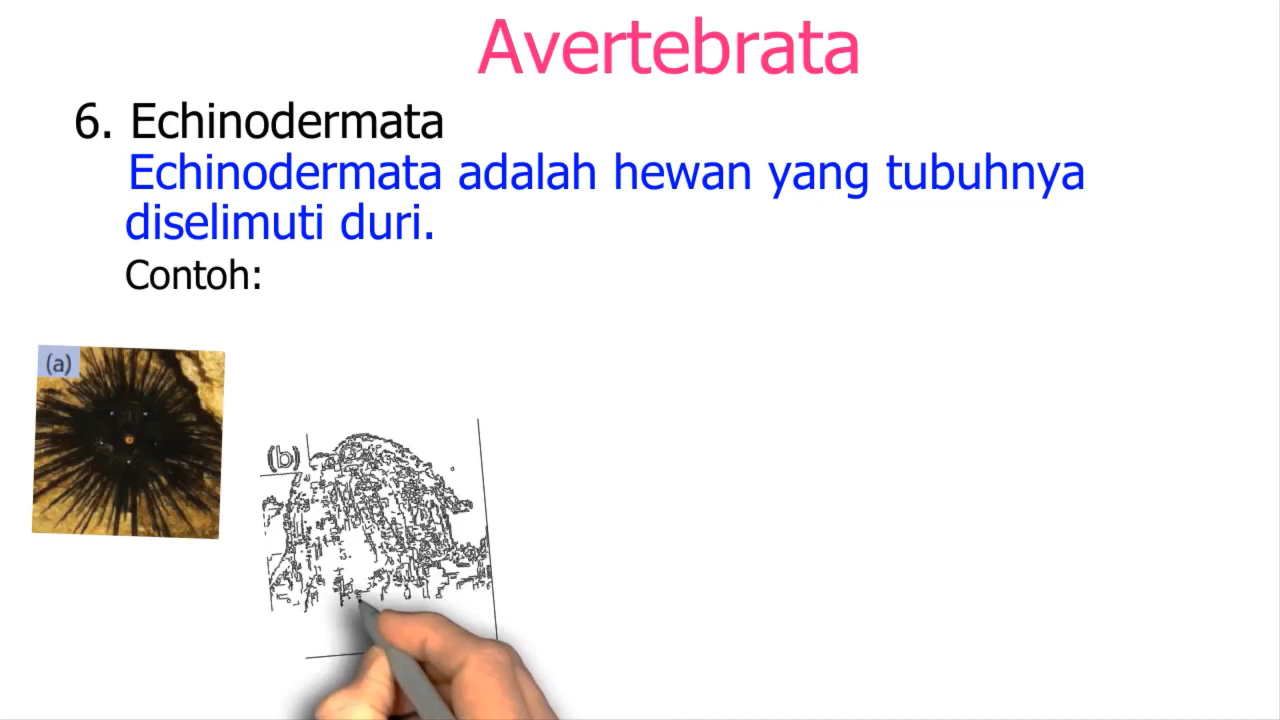 Avertebrata
6. Echinodermata
Echinodermata adalah hewan yang tubuhnya
diselimuti duri.
Contoh:
(a)
(b)